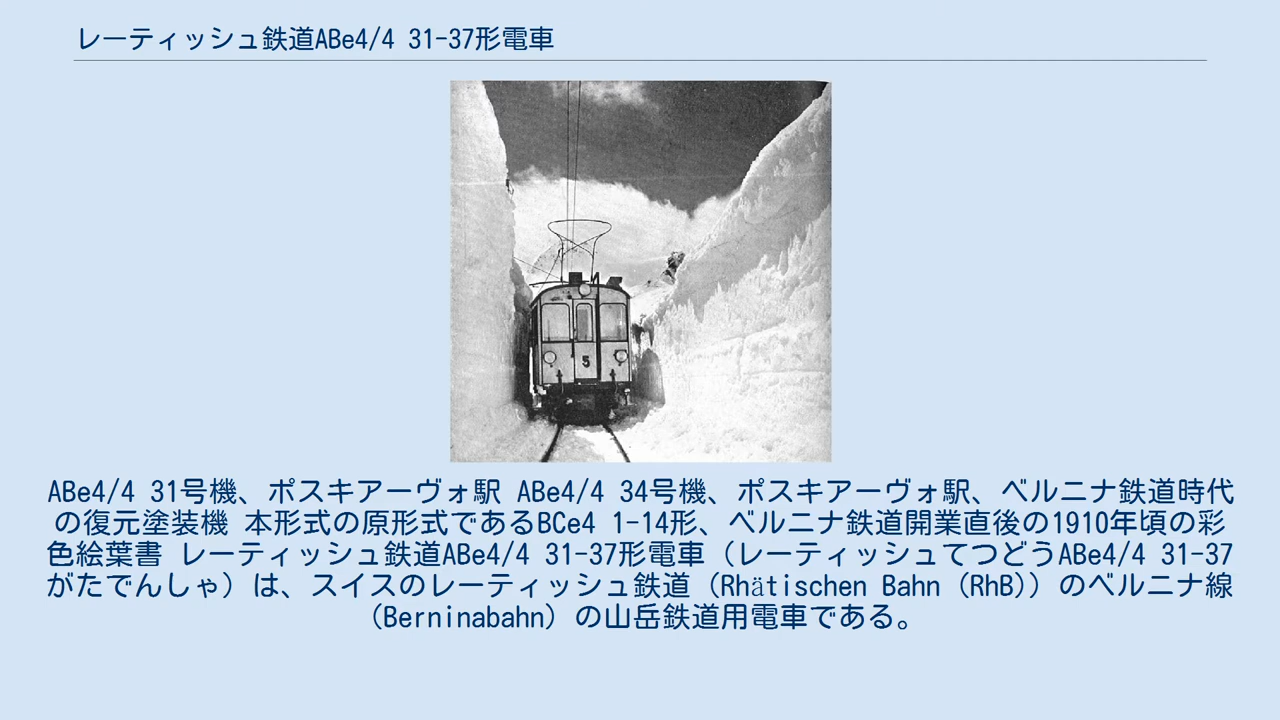 レーティッシュ鉄道ABe4/4 31-37形電車
5
ABe4/4 31号機、ポスキアーヴォ駅 ABe4/4 34号機、ポスキアーヴォ駅、ベルニナ鉄道時代
の復元塗装機 本形式の原形式であるBCe4 1-14形、ベルニナ鉄道開業直後の1910年頃の彩
色絵葉書 レーティッシュ鉄道ABe4/4 31-37形電車（レーティッシュてつどうABe4/4 31-37
がたでんしゃ）は、スイスのレーティッシュ鉄道（Rhätischen Bahn（RhB））のベルニナ線
（Berninabahn）の山岳鉄道用電車である。